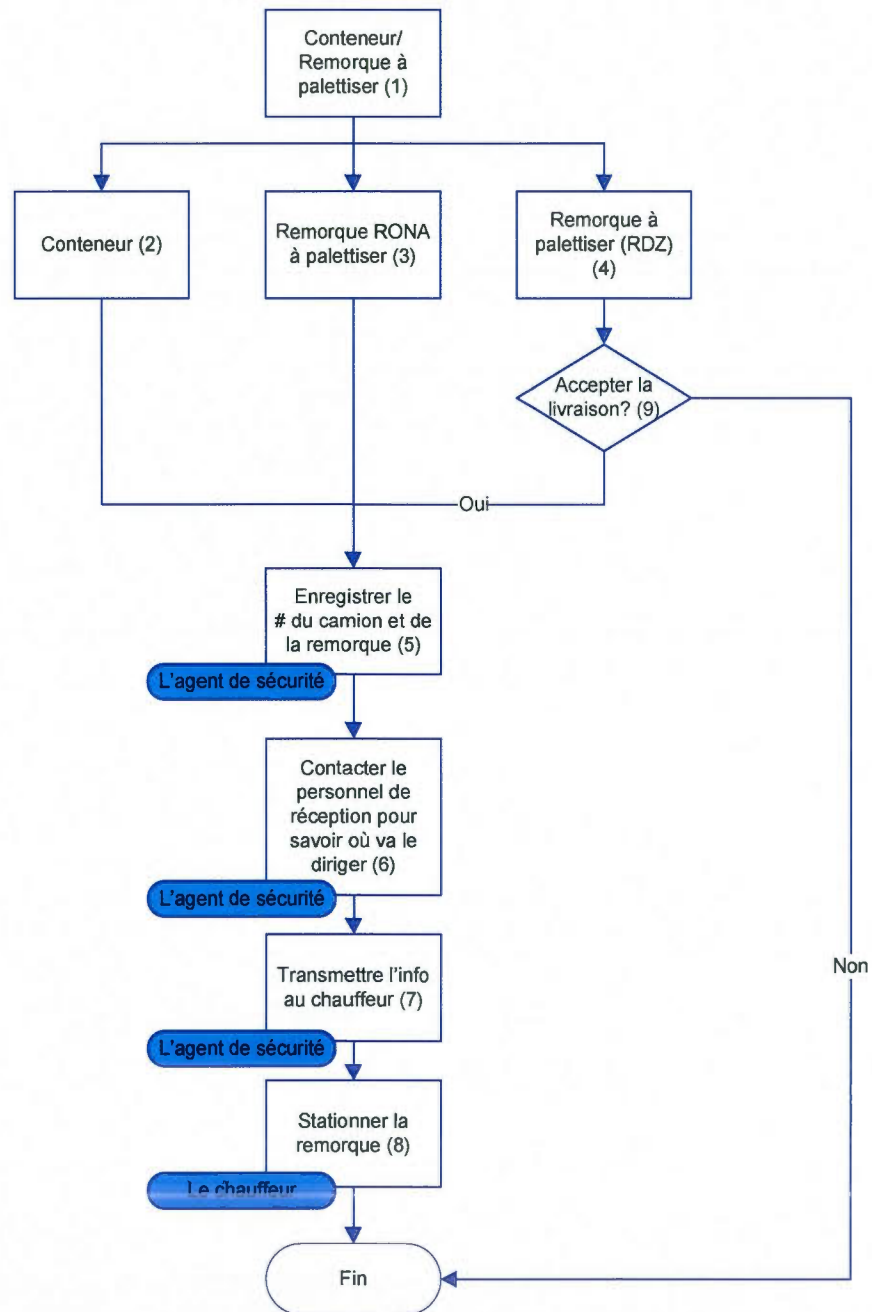 Conteneur/
Remorque à
palettiser (1)
Conteneur (2)
Remorque RONA
à palettiser (3)
Remorque à
palettiser (RDZ)
(4)
Accepter la
livraison? (9)
Oui
Enregistrer le
# du camion et de
la remorque (5)
L'agent de sécurité
Contacter le
personnel de
réception pour
savoir où va le
diriger (6)
L'agent de sécurité
Non
Transmettre l'info
au chauffeur (7)
L'agent de sécurité
Stationner la
remorque (8)
Le chauffeur
Fin